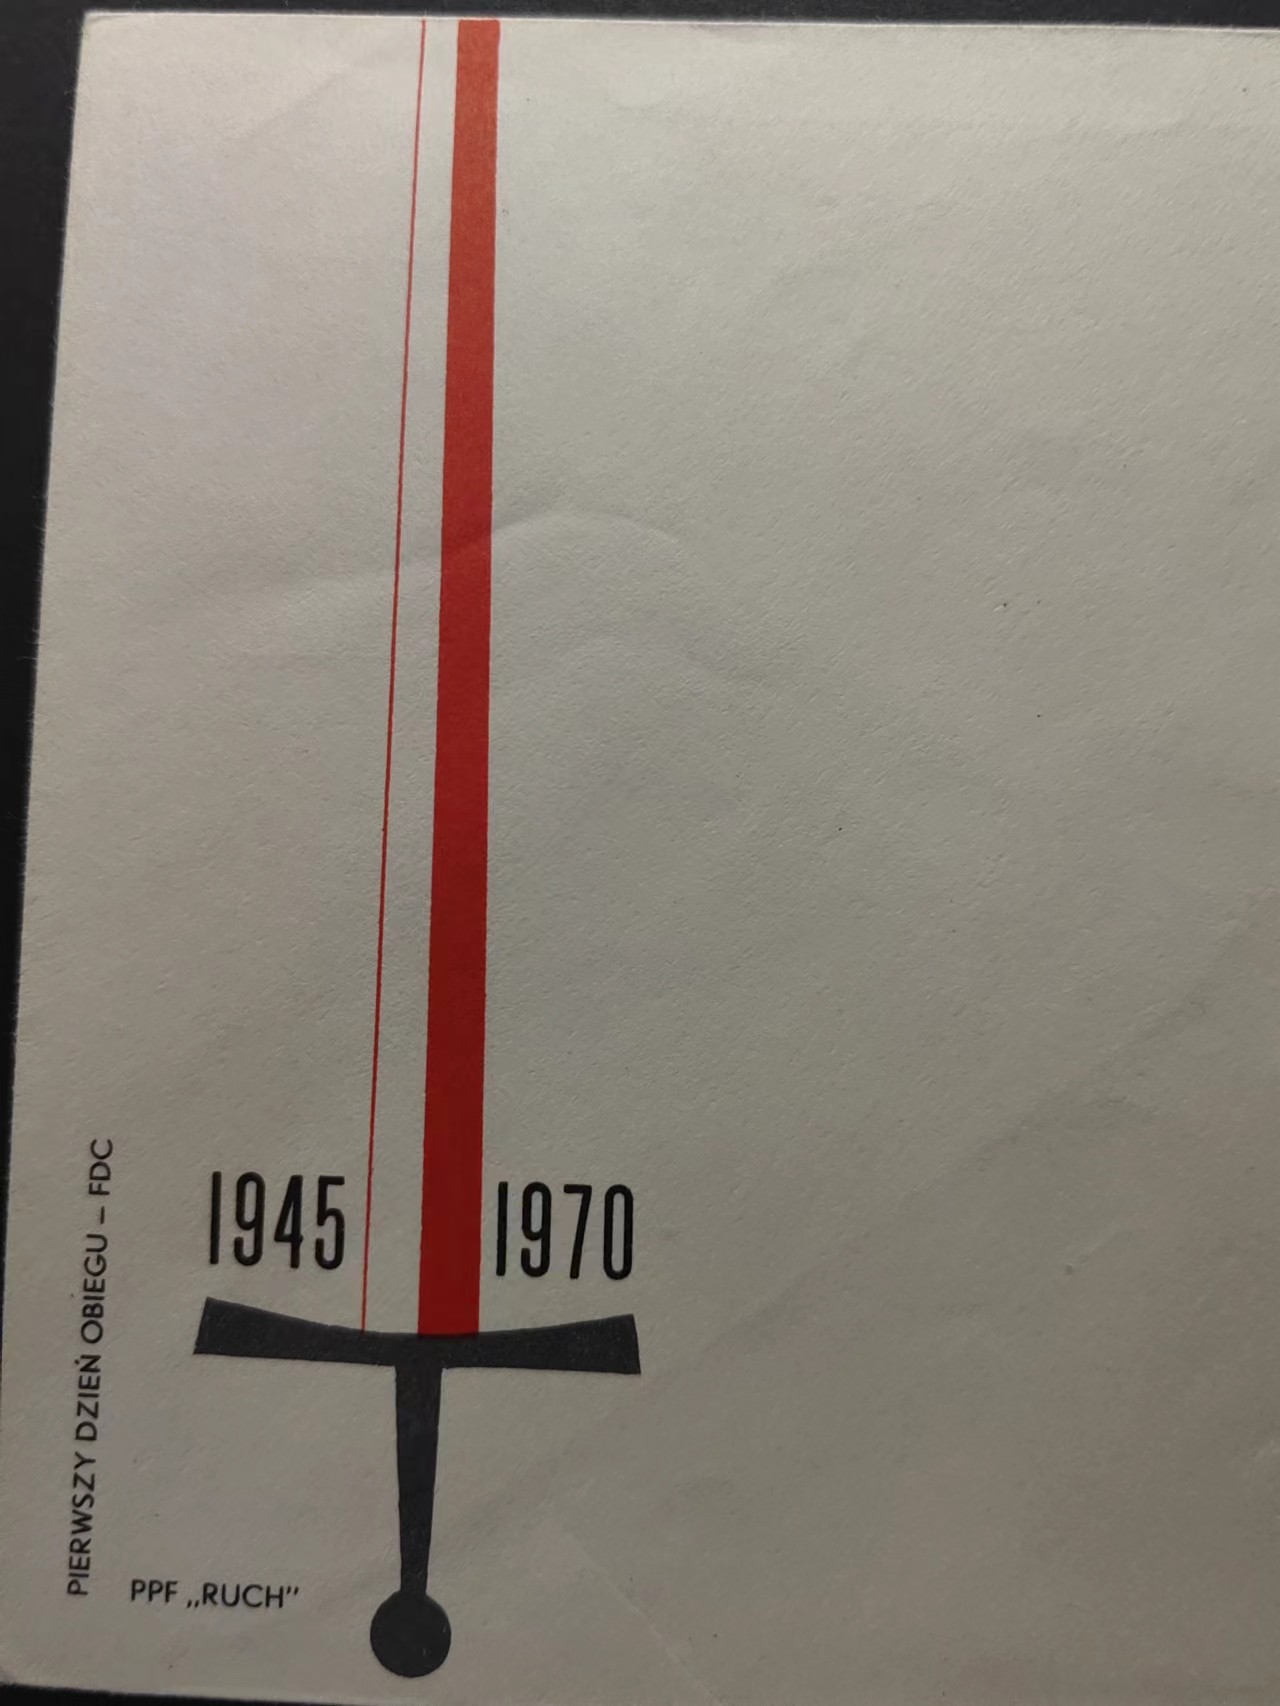 1945 1970
PIERWSZY DZIEŃ OBIEGU – FDC
PPF „RUCH”